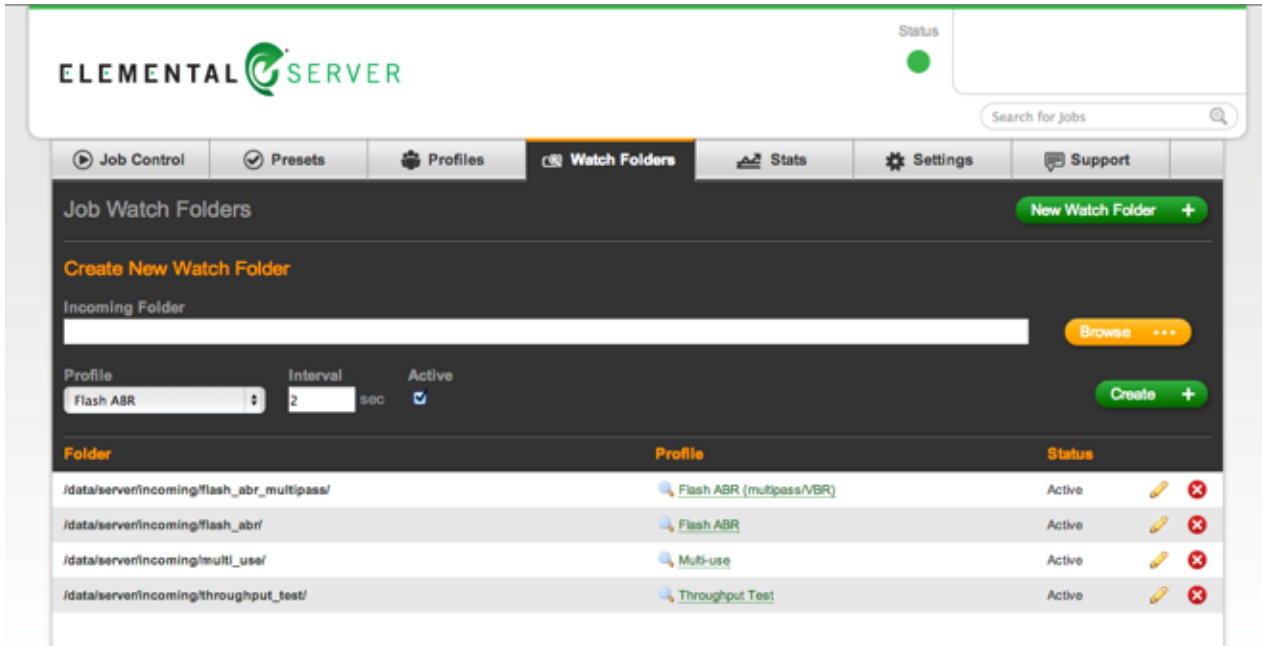 Status
ELEMENTAL SERVER
Search for Jobs
Job Control Presets Profiles Watch Folders Stats Settings Support
Job Watch Folders New Watch Folder +
Create New Watch Folder
Incoming Folder
Browse ...
Profile Interval Active
Flash ABR 2 sec
Create +
Folder Profile Status
/data/server/incoming/flash_abr_multipass/ Flash ABR (multipass/VBR) Active
/data/server/incoming/flash_abr/ Flash ABR Active
/data/server/incoming/multi_use/ Multi-use Active
/data/server/incoming/throughput_test/ Throughput Test Active